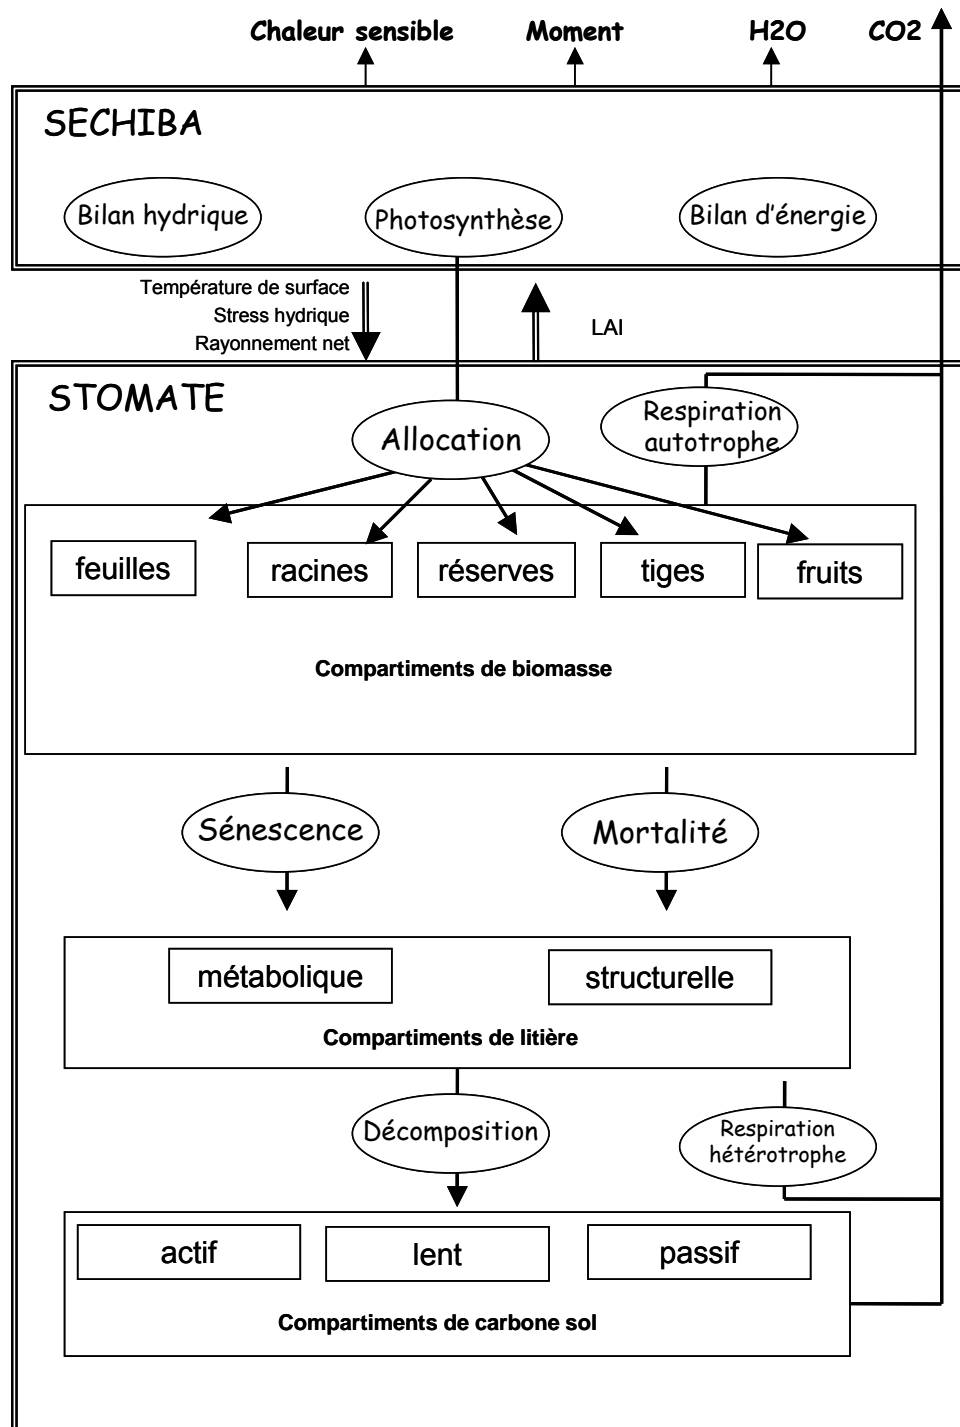 Chaleur sensible Moment H2O CO2
SECHIBA
Bilan hydrique Photosynthèse Bilan d'énergie
Température de surface
Stress hydrique
Rayonnement net
LAI
STOMATE
Allocation
Respiration
autotrophe
feuilles racines réserves tiges fruits
Compartiments de biomasse
Sénescence Mortalité
métabolique structurelle
Compartiments de litière
Décomposition
Respiration
hétérotrophe
actif lent passif
Compartiments de carbone sol